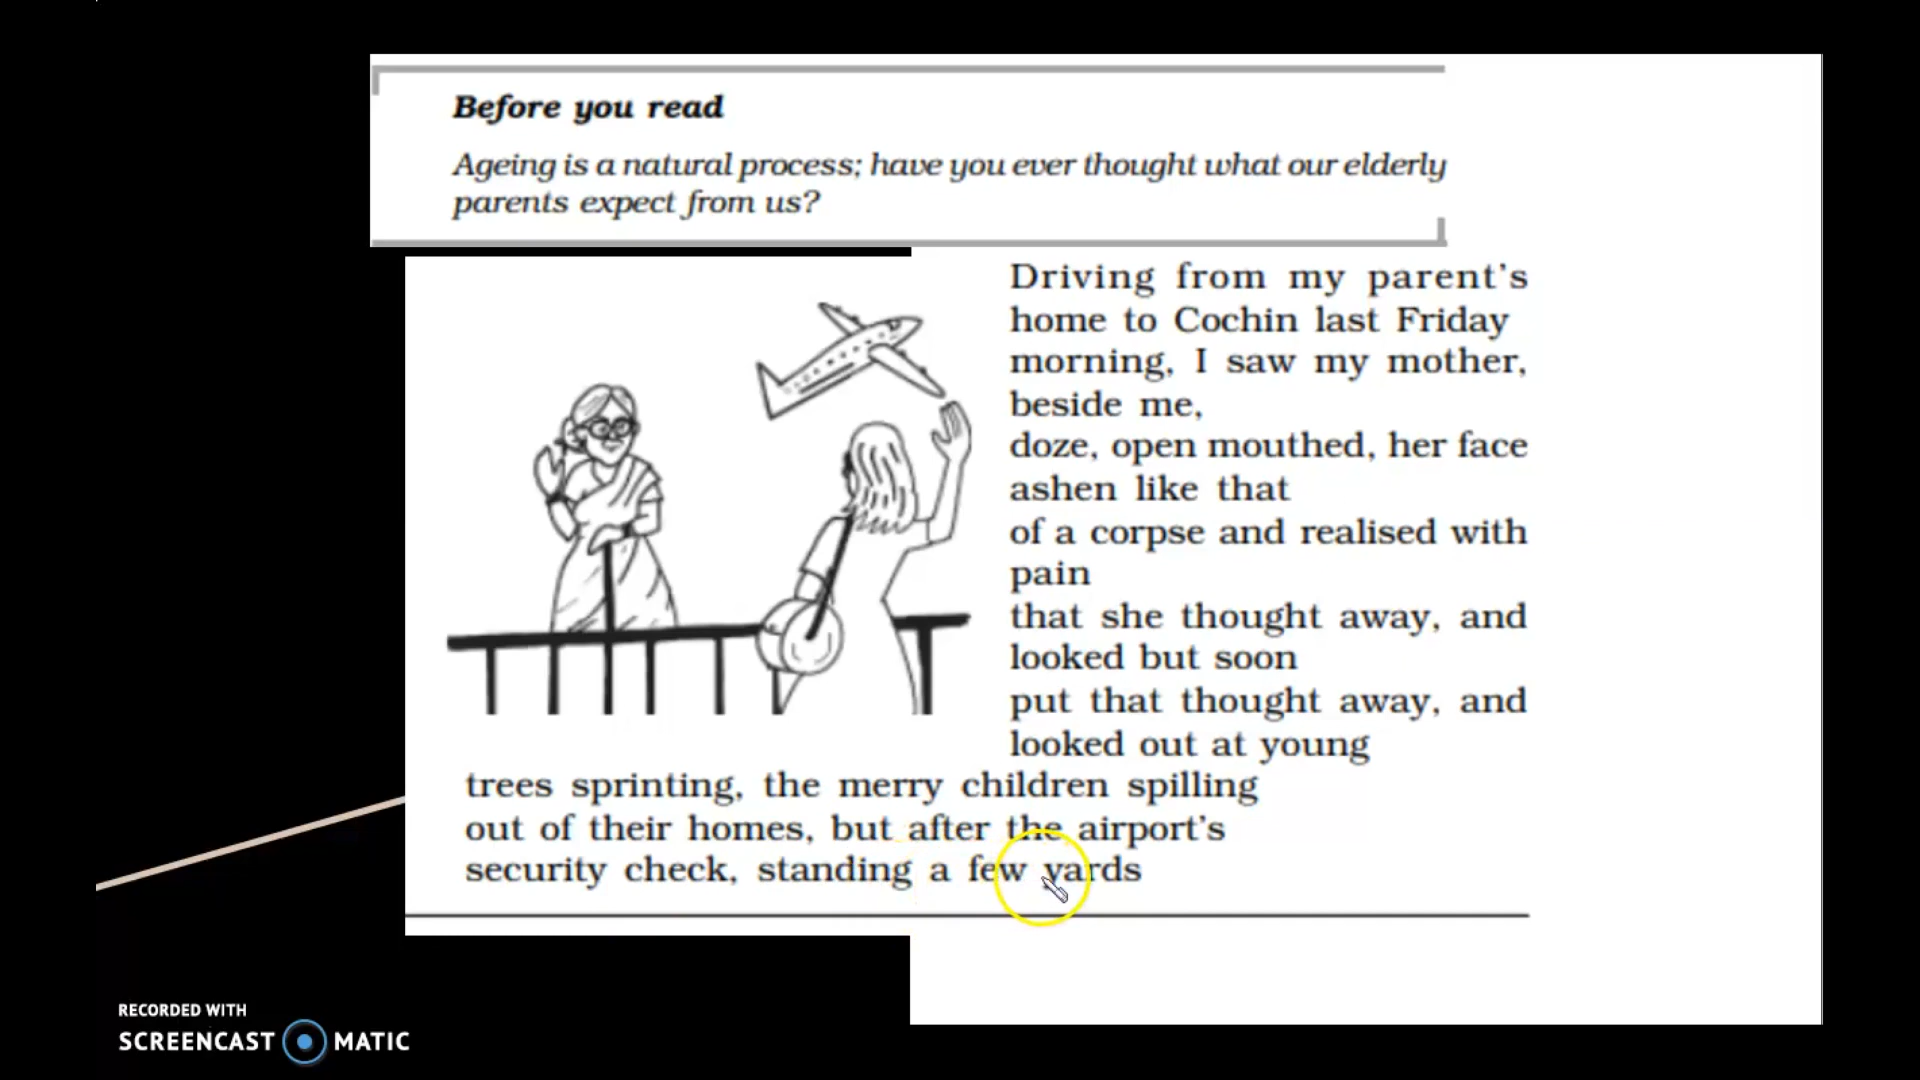 Before you read
Ageing is a natural process; have you ever thought what our elderly
parents expect from us?
Driving from my parent's
home to Cochin last Friday
morning, I saw my mother,
beside me,
doze, open mouthed, her face
ashen like that
of a corpse and realised with
pain
that she thought away, and
looked but soon
put that thought away, and
looked out at young
trees sprinting, the merry children spilling
out of their homes, but after the airport's
security check, standing a few yards
RECORDED WITH
SCREENCAST MATIC